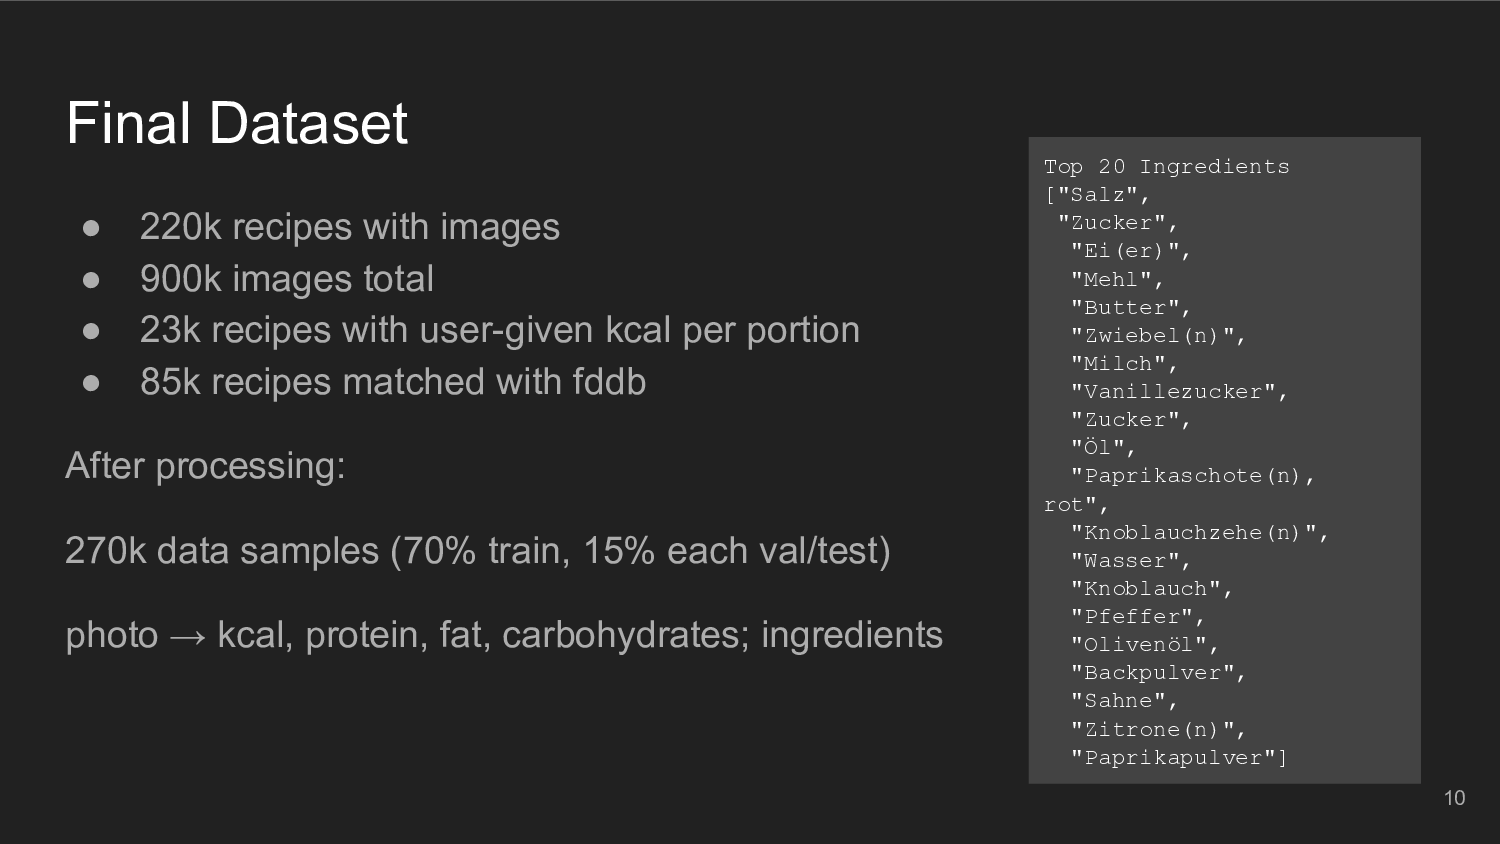 Final Dataset
● 220k recipes with images
● 900k images total
● 23k recipes with user-given kcal per portion
● 85k recipes matched with fddb
After processing:
270k data samples (70% train, 15% each val/test)
photo → kcal, protein, fat, carbohydrates; ingredients
Top 20 Ingredients
["Salz",
"Zucker",
"Ei(er)",
"Mehl",
"Butter",
"Zwiebel(n)",
"Milch",
"Vanillezucker",
"Zucker",
"Öl",
"Paprikaschote(n),
rot",
"Knoblauchzehe(n)",
"Wasser",
"Knoblauch",
"Pfeffer",
"Olivenöl",
"Backpulver",
"Sahne",
"Zitrone(n)",
"Paprikapulver"]
10